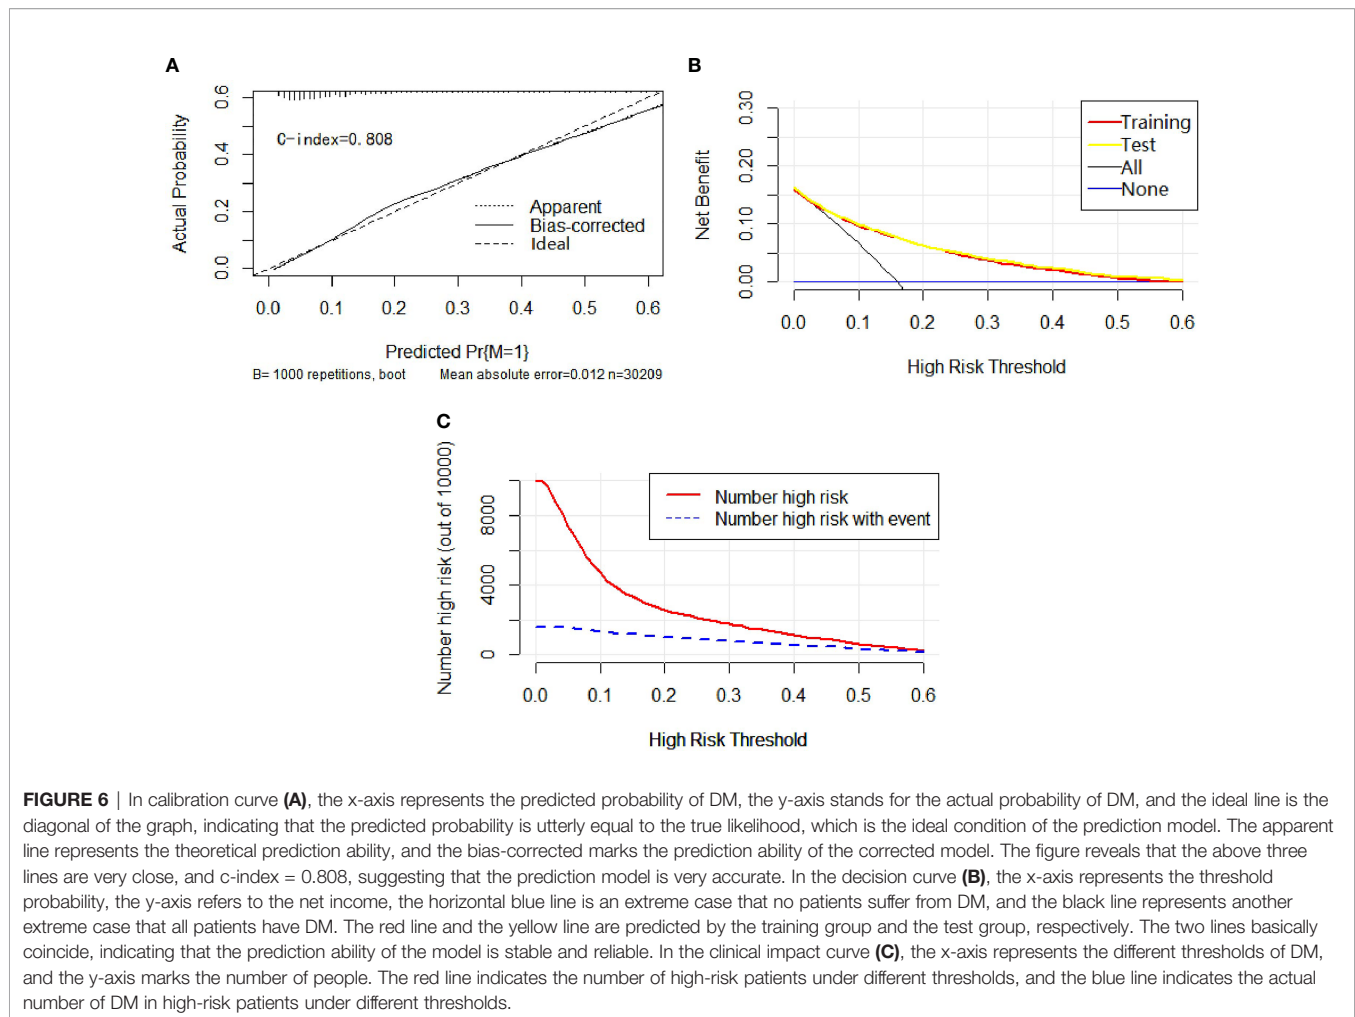 A
Actual Probability
0.0 0.2 0.4 0.6
C-index=0.808
Apparent
Bias-corrected
Ideal
0.0 0.1 0.2 0.3 0.4 0.5 0.6
Predicted Pr{M=1}
B= 1000 repetitions, boot Mean absolute error=0.012 n=30209
B
Net Benefit
0.00 0.10 0.20 0.30
Training
Test
All
None
0.0 0.1 0.2 0.3 0.4 0.5 0.6
High Risk Threshold
C
Number high risk (out of 10000)
0 4000 8000
Number high risk
Number high risk with event
0.0 0.1 0.2 0.3 0.4 0.5 0.6
High Risk Threshold
FIGURE 6 | In calibration curve (A), the x-axis represents the predicted probability of DM, the y-axis stands for the actual probability of DM, and the ideal line is the
diagonal of the graph, indicating that the predicted probability is utterly equal to the true likelihood, which is the ideal condition of the prediction model. The apparent
line represents the theoretical prediction ability, and the bias-corrected marks the prediction ability of the corrected model. The figure reveals that the above three
lines are very close, and c-index = 0.808, suggesting that the prediction model is very accurate. In the decision curve (B), the x-axis represents the threshold
probability, the y-axis refers to the net income, the horizontal blue line is an extreme case that no patients suffer from DM, and the black line represents another
extreme case that all patients have DM. The red line and the yellow line are predicted by the training group and the test group, respectively. The two lines basically
coincide, indicating that the prediction ability of the model is stable and reliable. In the clinical impact curve (C), the x-axis represents the different thresholds of DM,
and the y-axis marks the number of people. The red line indicates the number of high-risk patients under different thresholds, and the blue line indicates the actual
number of DM in high-risk patients under different thresholds.